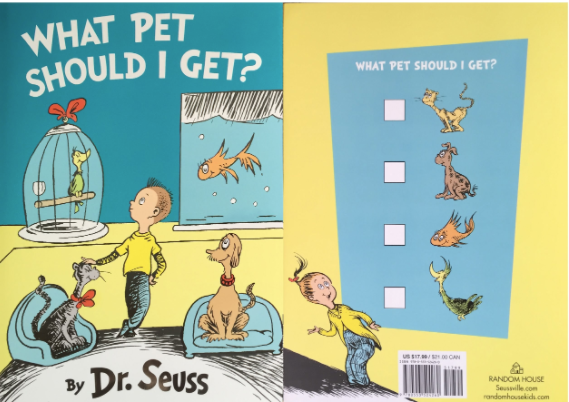 WHAT PET
SHOULD I GET?
By Dr. Seuss
WHAT PET SHOULD I GET?
US $17.99 / $21.00 CAN
RANDOM HOUSE
Seussville.com
randomhousekids.com